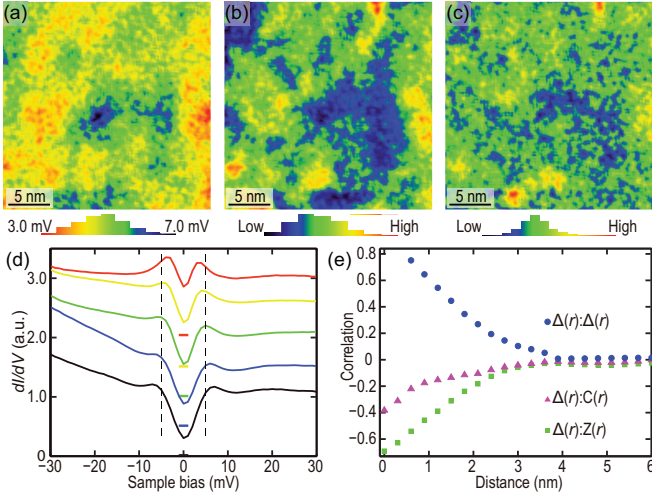 (a)
(b)
(c)
5 nm
5 nm
5 nm
3.0 mV 7.0 mV
Low High
Low High
(d)
3.0
2.0
1.0
0
dI/dV (a.u.)
−30 −20 −10 0 10 20 30
Sample bias (mV)
(e)
0.8
0.6
0.4
0.2
0
−0.2
−0.4
−0.6
Correlation
Δ(r):Δ(r)
Δ(r):C(r)
Δ(r):Z(r)
0 1 2 3 4 5 6
Distance (nm)